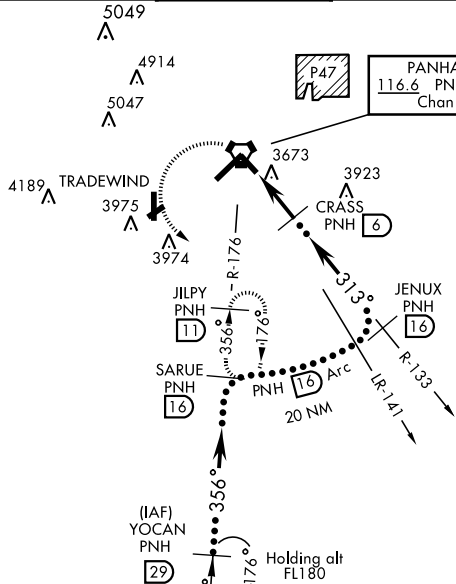 5049
4914
5047
P47
PANHA
116.6 PN
Chan
3673
4189
TRADEWIND
3923
3975
CRASS
PNH 6
3974
R-176
JILPY
PNH
11
313°
JENUX
PNH
16
356°
176°
SARUE
PNH
16
PNH 16 Arc
20 NM
R-133
LR-141
356°
(IAF)
YOCAN
PNH
29
176°
Holding alt
FL180